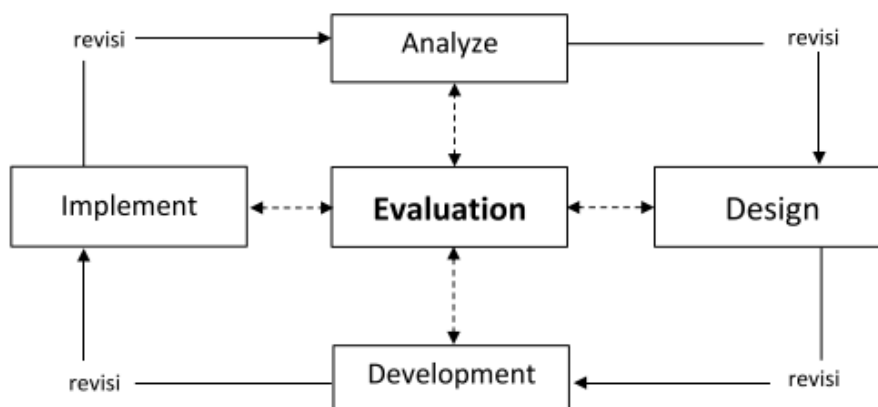 revisi
Analyze
revisi
Implement
Evaluation
Design
revisi
Development
revisi